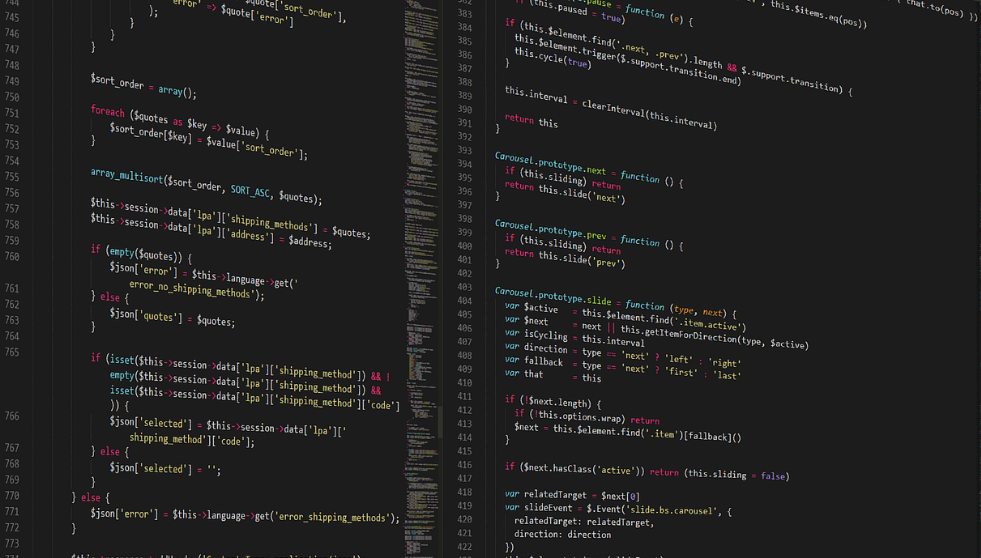 744
745
746
747
748
749
750
751
752
753
754
755
756
757
758
759
760
761
762
763
764
765
766
767
768
769
770
771
772
773
'error' => $quote['error']
$quote['sort_order'],
);
}
}
}
$sort_order = array();
foreach ($quotes as $key => $value) {
$sort_order[$key] = $value['sort_order'];
}
array_multisort($sort_order, SORT_ASC, $quotes);
$this->session->data['lpa']['shipping_methods'] = $quotes;
$this->session->data['lpa']['address'] = $address;
if (empty($quotes)) {
$json['error'] = $this->language->get('
error_no_shipping_methods');
} else {
$json['quotes'] = $quotes;
}
if (isset($this->session->data['lpa']['shipping_method']) && !
empty($this->session->data['lpa']['shipping_method']) &&
isset($this->session->data['lpa']['shipping_method']['code']
)) {
$json['selected'] = $this->session->data['lpa']['
shipping_method']['code'];
} else {
$json['selected'] = '';
}
} else {
$json['error'] = $this->language->get('error_shipping_methods');
}
383
384
385
386
387
388
389
390
391
392
393
394
395
396
397
398
399
400
401
402
403
404
405
406
407
408
409
410
411
412
413
414
415
416
417
418
419
420
421
422
this.$items.eq(pos))
that.to(pos) })
pause = function (e) {
(this.paused = true)
if (this.$element.find('.next, .prev').length && $.support.transition) {
this.$element.trigger($.support.transition.end)
this.cycle(true)
}
this.interval = clearInterval(this.interval)
return this
}
Carousel.prototype.next = function () {
if (this.sliding) return
return this.slide('next')
}
Carousel.prototype.prev = function () {
if (this.sliding) return
return this.slide('prev')
}
Carousel.prototype.slide = function (type, next) {
var $active = this.$element.find('.item.active')
var $next = next || this.getItemForDirection(type, $active)
var isCycling = this.interval
var direction = type == 'next' ? 'left' : 'right'
var fallback = type == 'next' ? 'first' : 'last'
var that = this
if (!$next.length) {
if (!this.options.wrap) return
$next = this.$element.find('.item')[fallback]()
}
if ($next.hasClass('active')) return (this.sliding = false)
var relatedTarget = $next[0]
var slideEvent = $.Event('slide.bs.carousel', {
relatedTarget: relatedTarget,
direction: direction
})